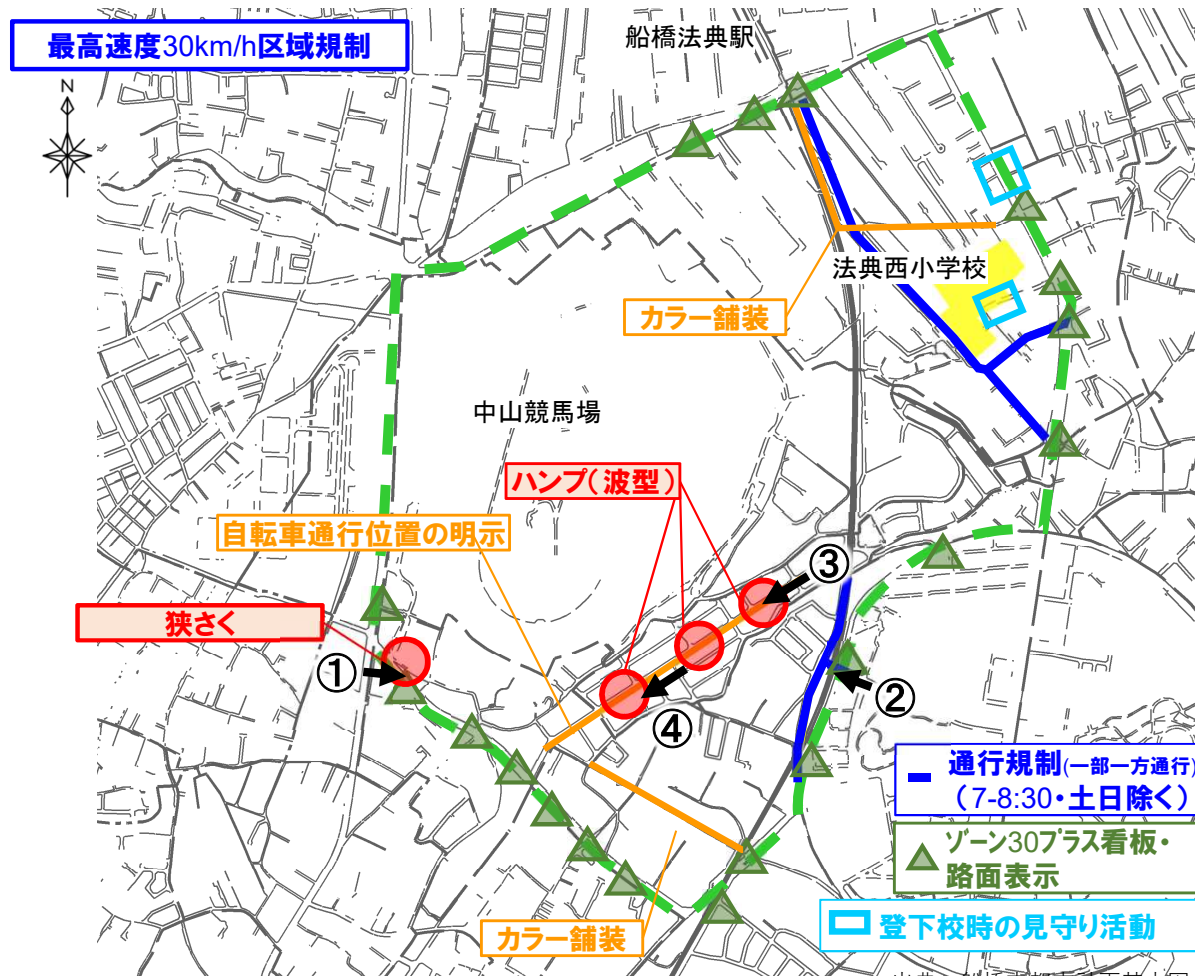 最高速度30km/h区域規制
船橋法典駅
N
法典西小学校
カラー舗装
中山競馬場
ハンプ(波型)
自転車通行位置の明示
③
狭さく
①
②
④
通行規制(一部一方通行)
(7-8:30・土日除く)
ゾーン30プラス看板・
路面表示
登下校時の見守り活動
カラー舗装